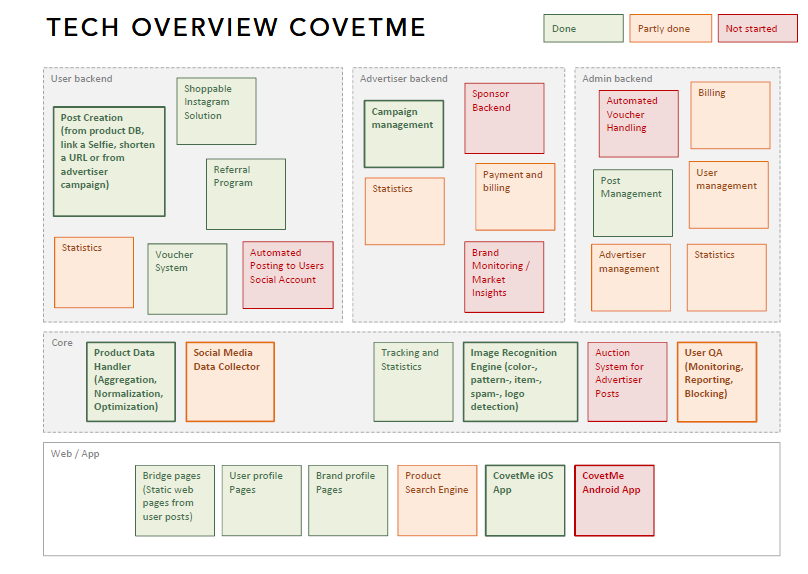 TECH OVERVIEW COVETME
Done
Partly done
Not started
User backend
Post Creation
(from product DB,
link a Selfie, shorten
a URL or from
advertiser
campaign)
Shoppable
Instagram
Solution
Referral
Program
Statistics
Voucher
System
Automated
Posting to Users
Social Account
Advertiser backend
Campaign
management
Sponsor
Backend
Statistics
Payment and
billing
Brand
Monitoring /
Market
Insights
Admin backend
Automated
Voucher
Handling
Billing
Post
Management
User
management
Advertiser
management
Statistics
Core
Product Data
Handler
(Aggregation,
Normalization,
Optimization)
Social Media
Data Collector
Tracking and
Statistics
Image Recognition
Engine (color-,
pattern-, item-,
spam-, logo
detection)
Auction
System for
Advertiser
Posts
User QA
(Monitoring,
Reporting,
Blocking)
Web / App
Bridge pages
(Static web
pages from
user posts)
User profile
Pages
Brand profile
Pages
Product
Search Engine
CovetMe iOS
App
CovetMe
Android App